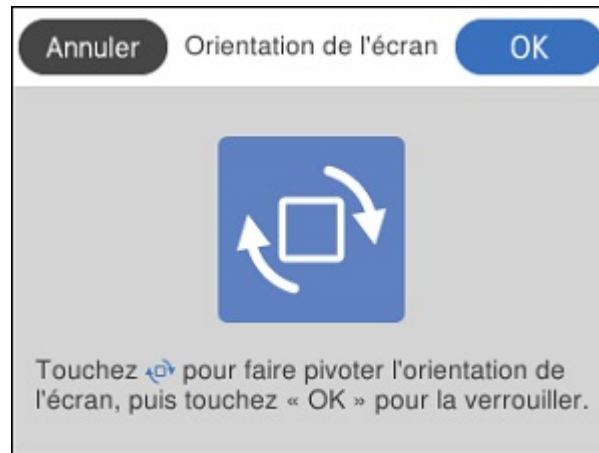 Annuler
Orientation de l'écran
OK
Touchez pour faire pivoter l'orientation de
l'écran, puis touchez « OK » pour la verrouiller.